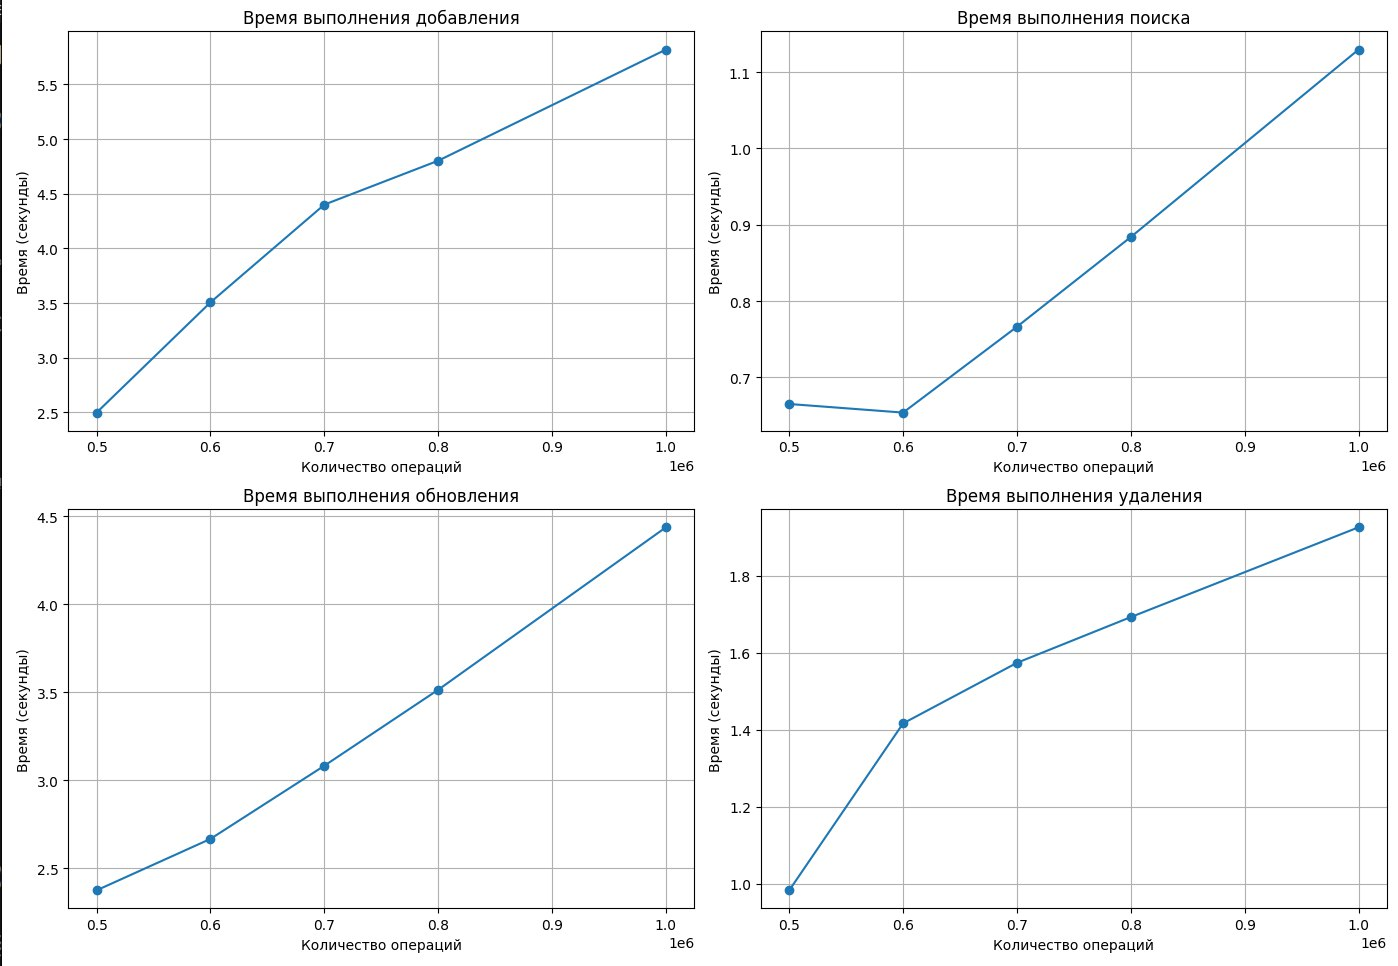 Время выполнения добавления
Время (секунды)
5.5
5.0
4.5
4.0
3.5
3.0
2.5
0.5 0.6 0.7 0.8 0.9 1.0
1e6
Количество операций
Время выполнения поиска
Время (секунды)
1.1
1.0
0.9
0.8
0.7
0.5 0.6 0.7 0.8 0.9 1.0
1e6
Количество операций
Время выполнения обновления
Время (секунды)
4.5
4.0
3.5
3.0
2.5
0.5 0.6 0.7 0.8 0.9 1.0
1e6
Количество операций
Время выполнения удаления
Время (секунды)
1.8
1.6
1.4
1.2
1.0
0.5 0.6 0.7 0.8 0.9 1.0
1e6
Количество операций